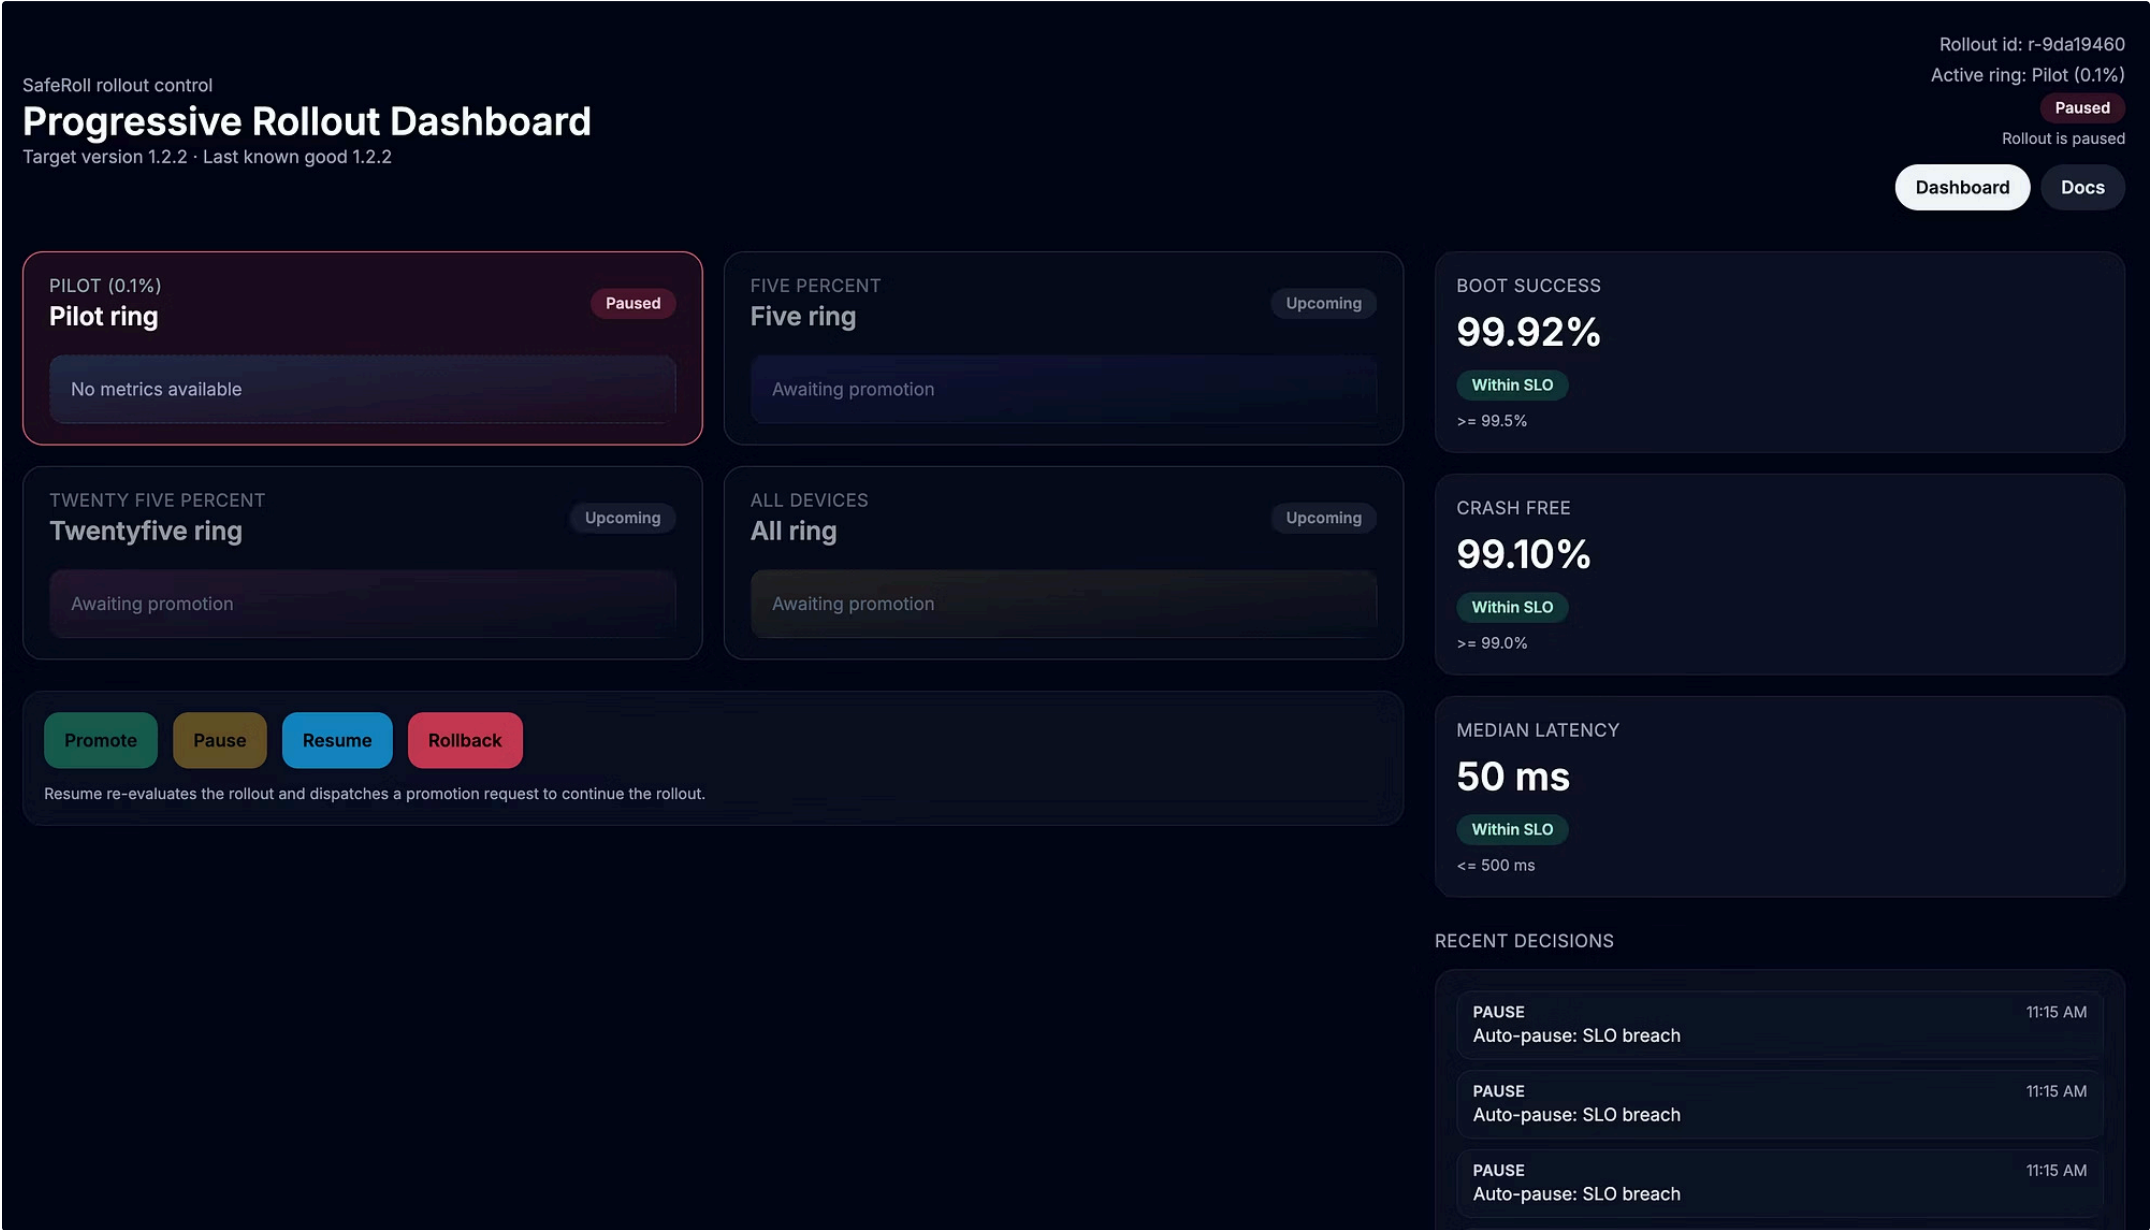 SafeRoll rollout control
Progressive Rollout Dashboard
Target version 1.2.2 · Last known good 1.2.2
Rollout id: r-9da19460
Active ring: Pilot (0.1%)
Paused
Rollout is paused
Dashboard
Docs
PILOT (0.1%)
Pilot ring
Paused
No metrics available
FIVE PERCENT
Five ring
Upcoming
Awaiting promotion
TWENTY FIVE PERCENT
Twentyfive ring
Upcoming
Awaiting promotion
ALL DEVICES
All ring
Upcoming
Awaiting promotion
Promote
Pause
Resume
Rollback
Resume re-evaluates the rollout and dispatches a promotion request to continue the rollout.
BOOT SUCCESS
99.92%
Within SLO
>= 99.5%
CRASH FREE
99.10%
Within SLO
>= 99.0%
MEDIAN LATENCY
50 ms
Within SLO
<= 500 ms
RECENT DECISIONS
PAUSE 11:15 AM
Auto-pause: SLO breach
PAUSE 11:15 AM
Auto-pause: SLO breach
PAUSE 11:15 AM
Auto-pause: SLO breach